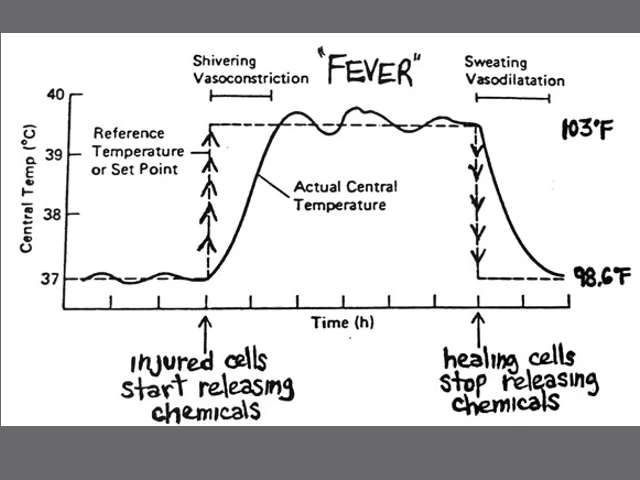 Shivering
Vasoconstriction
"FEVER"
Sweating
Vasodilatation
40
39
38
37
Central Temp (°C)
Reference
Temperature
or Set Point
Actual Central
Temperature
103°F
98.6°F
Time (h)
injured cells
start releasing
chemicals
healing cells
stop releasing
chemicals